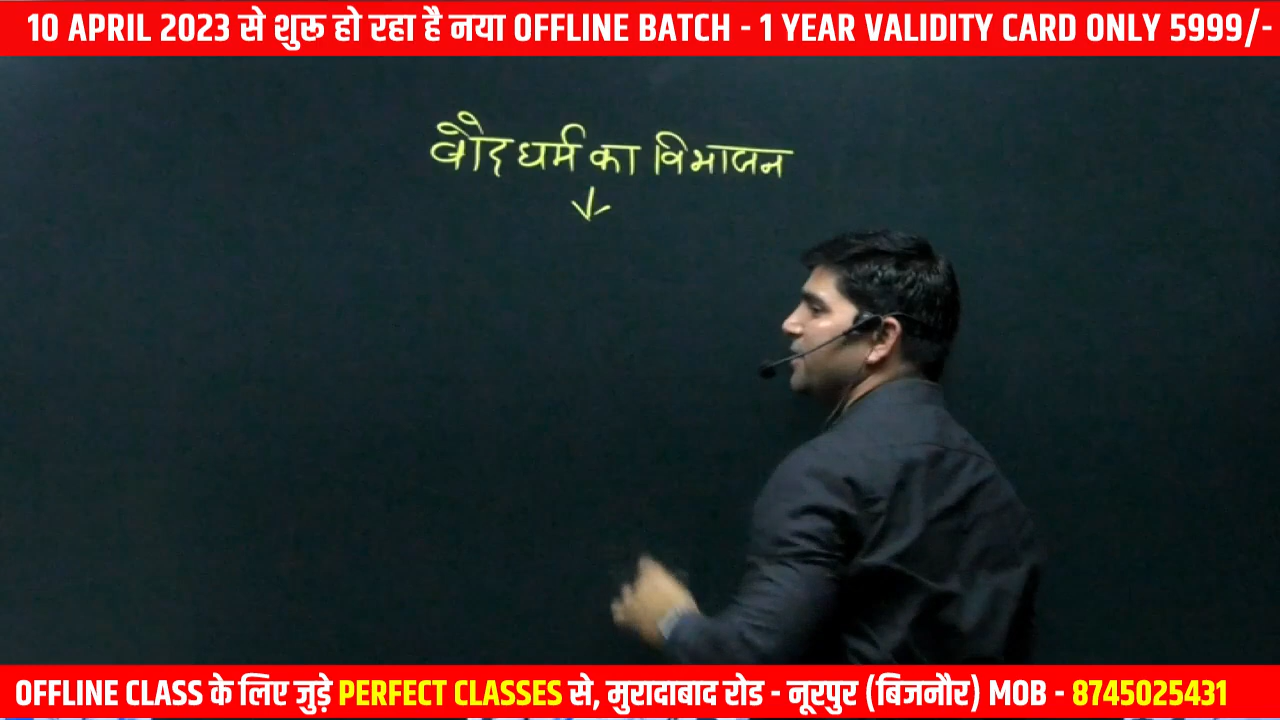 10 APRIL 2023 से शुरू हो रहा है नया OFFLINE BATCH - 1 YEAR VALIDITY CARD ONLY 5999/-
बौद्द धर्म का विभाजन
OFFLINE CLASS के लिए जुड़े PERFECT CLASSES से, मुरादाबाद रोड - नूरपुर (बिजनौर) MOB - 8745025431